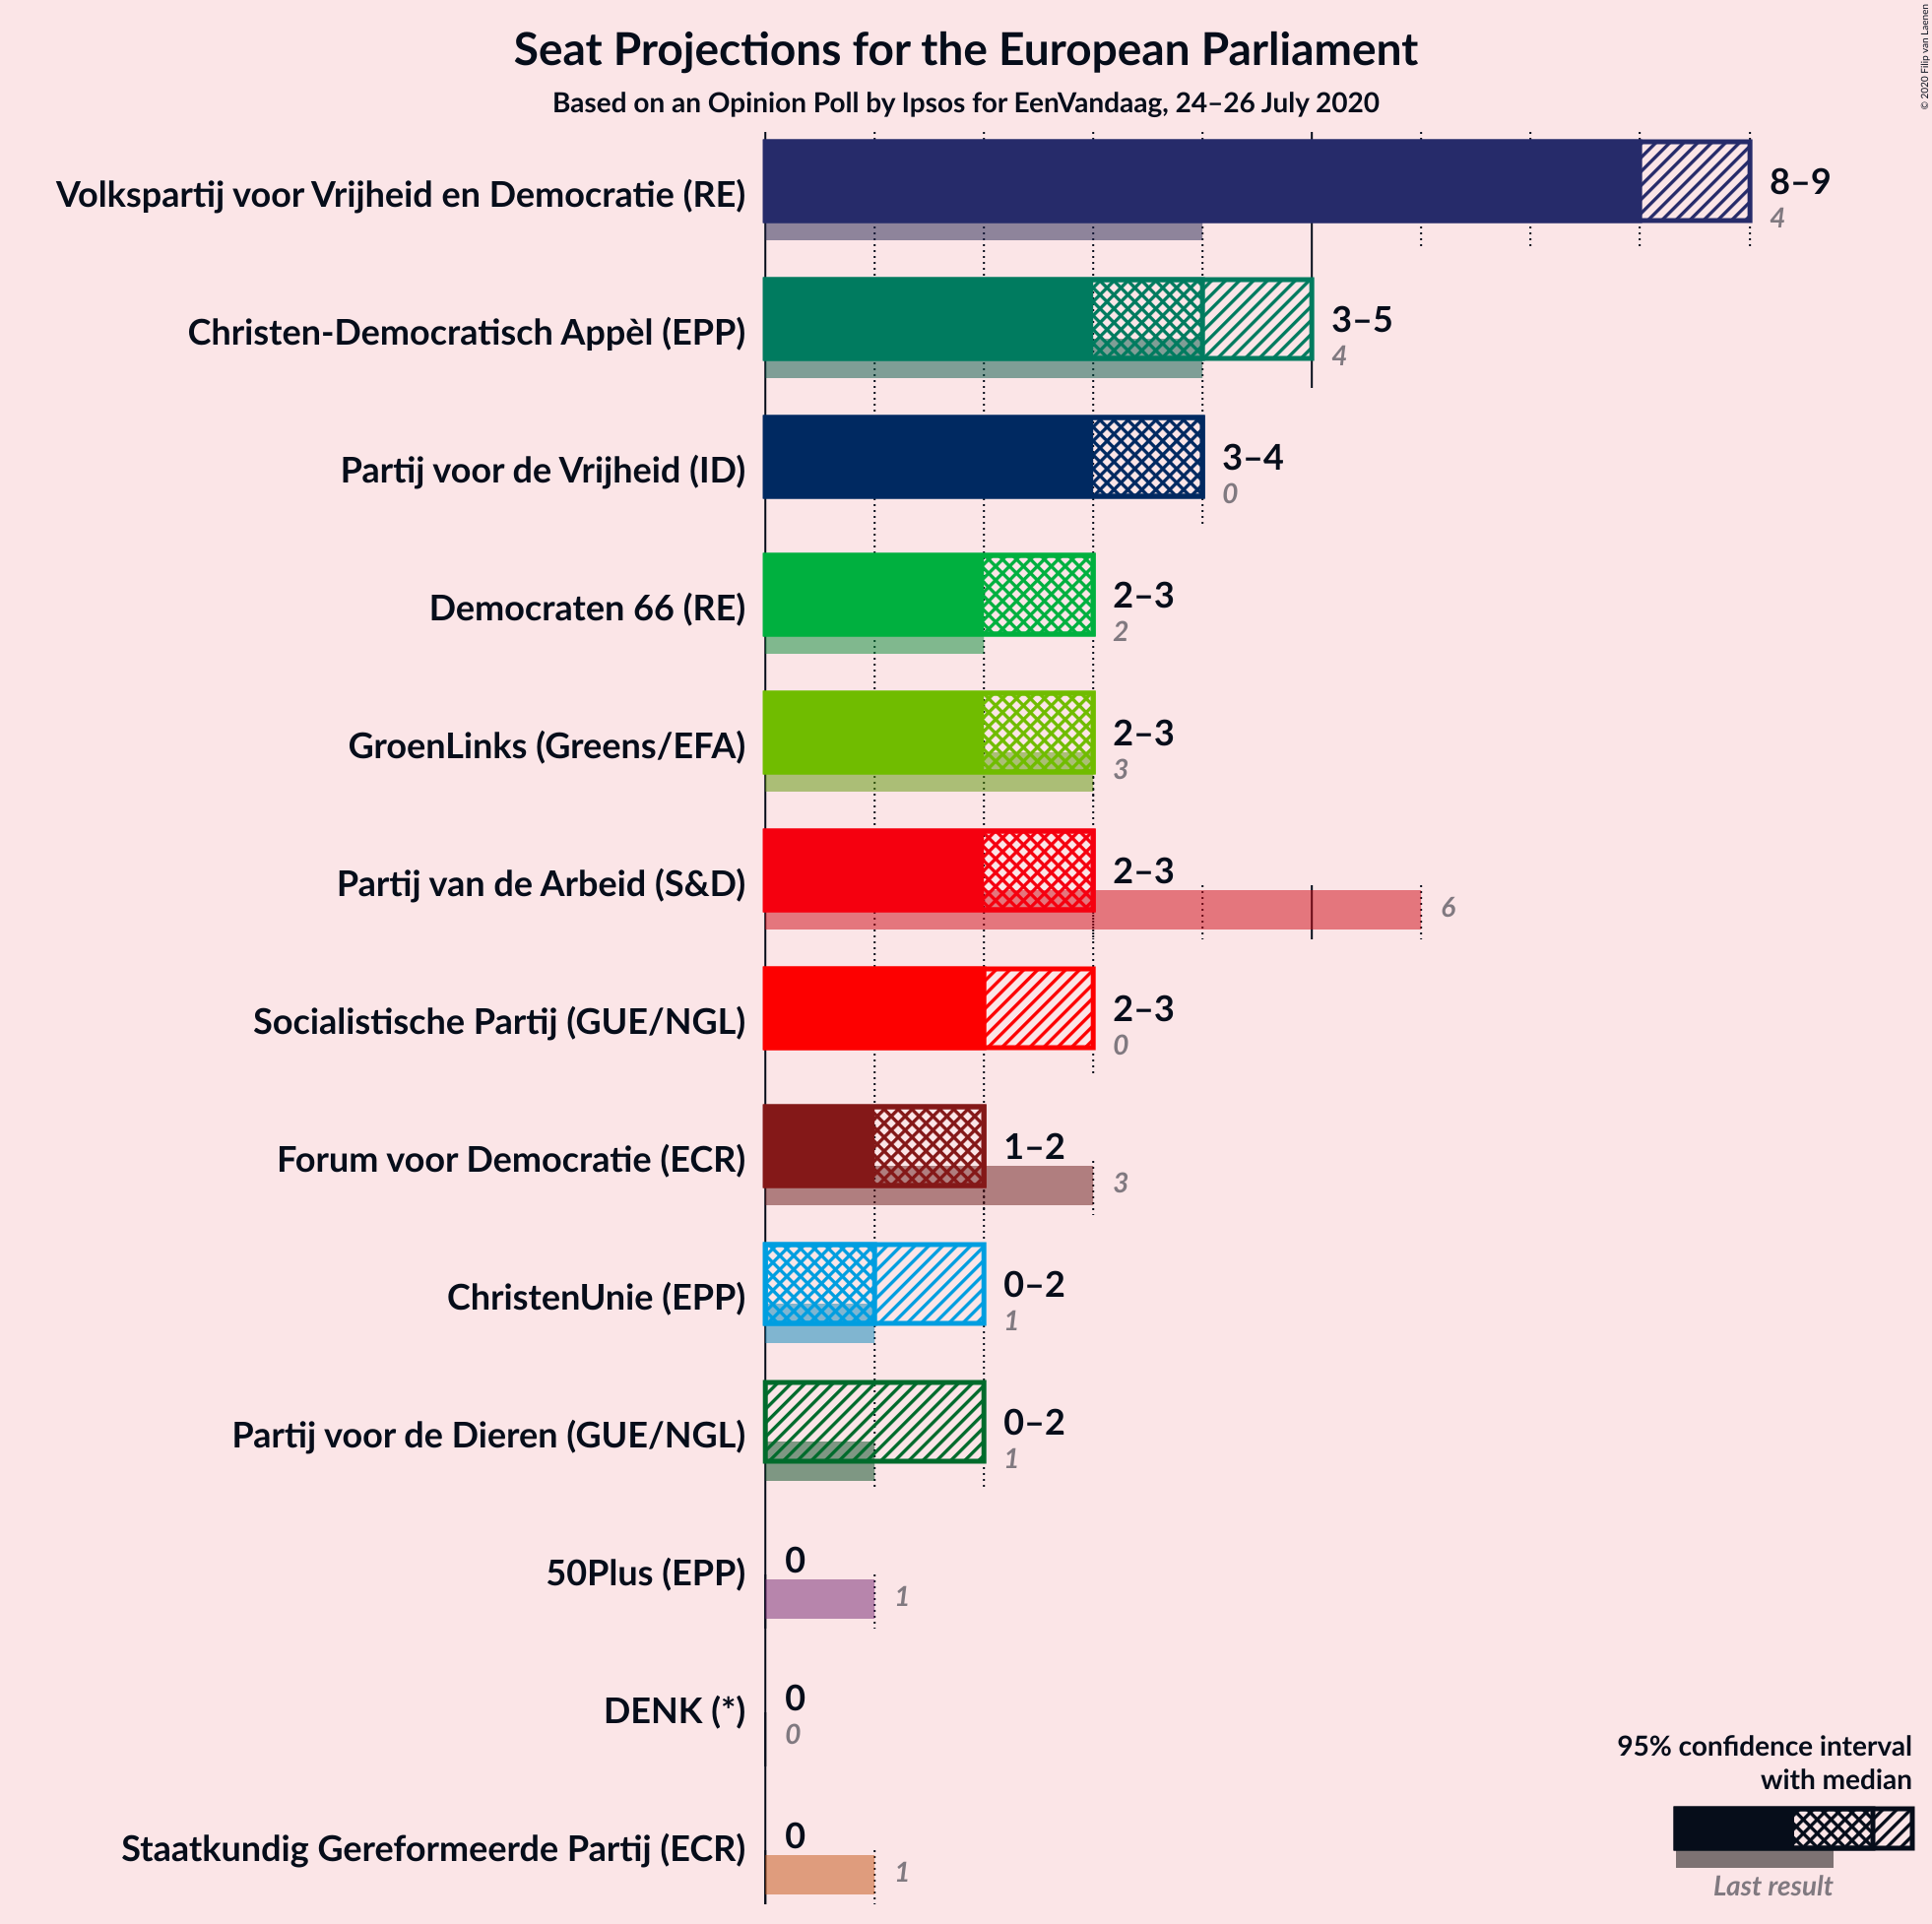 Seat Projections for the European Parliament
Based on an Opinion Poll by Ipsos for EenVandaag, 24–26 July 2020
© 2020 Filip van Laenen
Volkspartij voor Vrijheid en Democratie (RE)
8–9
4
Christen-Democratisch Appèl (EPP)
3–5
4
Partij voor de Vrijheid (ID)
3–4
0
Democraten 66 (RE)
2–3
2
GroenLinks (Greens/EFA)
2–3
3
Partij van de Arbeid (S&D)
2–3
6
Socialistische Partij (GUE/NGL)
2–3
0
Forum voor Democratie (ECR)
1–2
3
ChristenUnie (EPP)
0–2
1
Partij voor de Dieren (GUE/NGL)
0–2
1
50Plus (EPP)
0
1
DENK (*)
0
0
Staatkundig Gereformeerde Partij (ECR)
0
1
95% confidence interval
with median
Last result